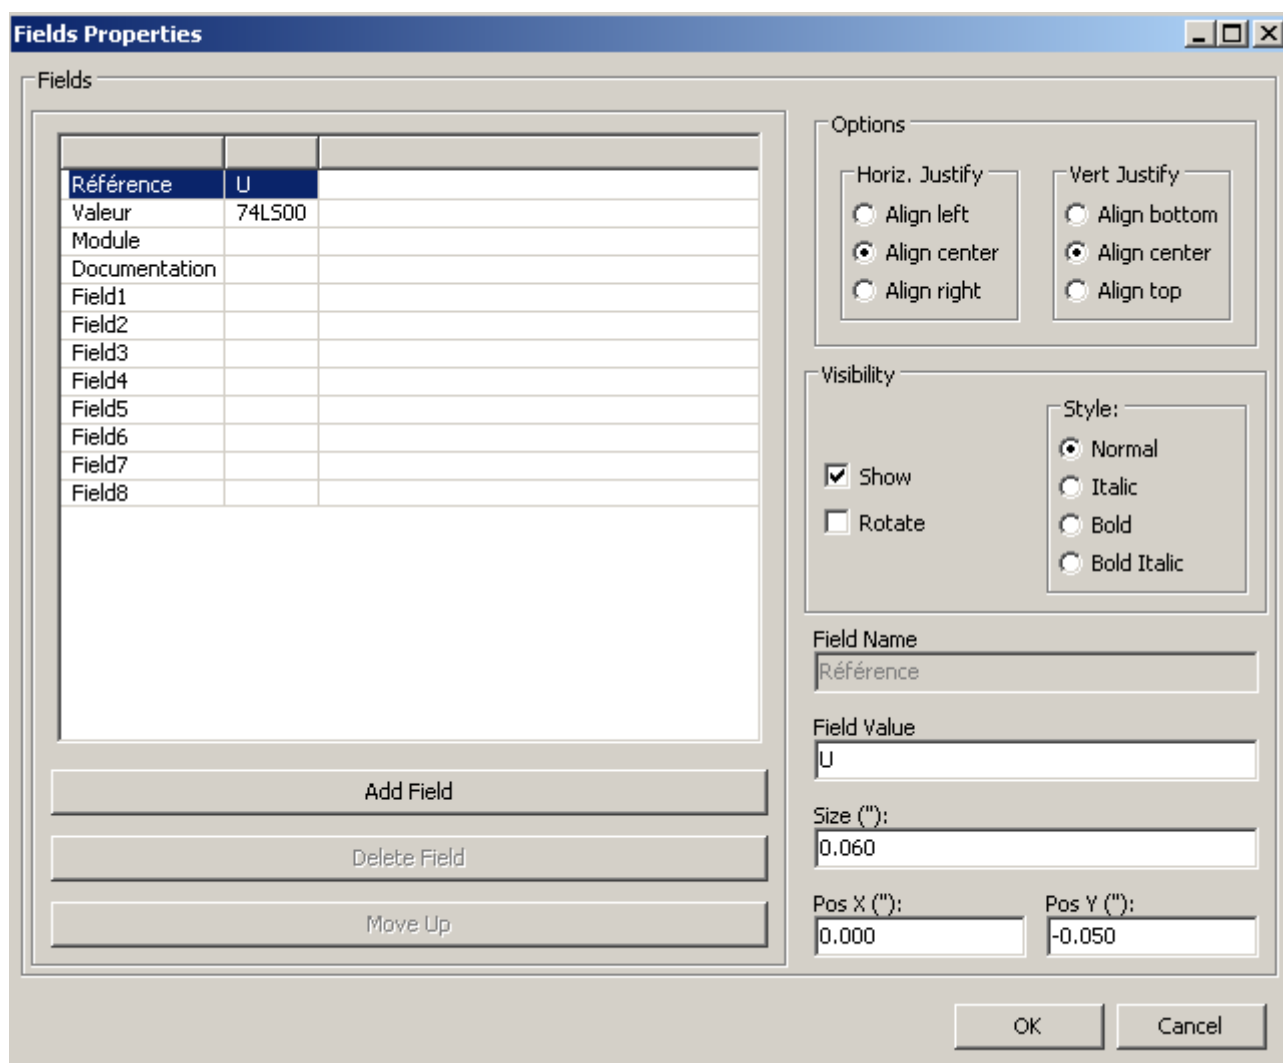 Fields Properties
Fields
Référence U
Valeur 74LS00
Module
Documentation
Field1
Field2
Field3
Field4
Field5
Field6
Field7
Field8
Add Field
Delete Field
Move Up
Options
Horiz. Justify
Align left
Align center
Align right
Vert Justify
Align bottom
Align center
Align top
Visibility
Show
Rotate
Style:
Normal
Italic
Bold
Bold Italic
Field Name
Référence
Field Value
U
Size ("):
0.060
Pos X ("):
0.000
Pos Y ("):
-0.050
OK
Cancel